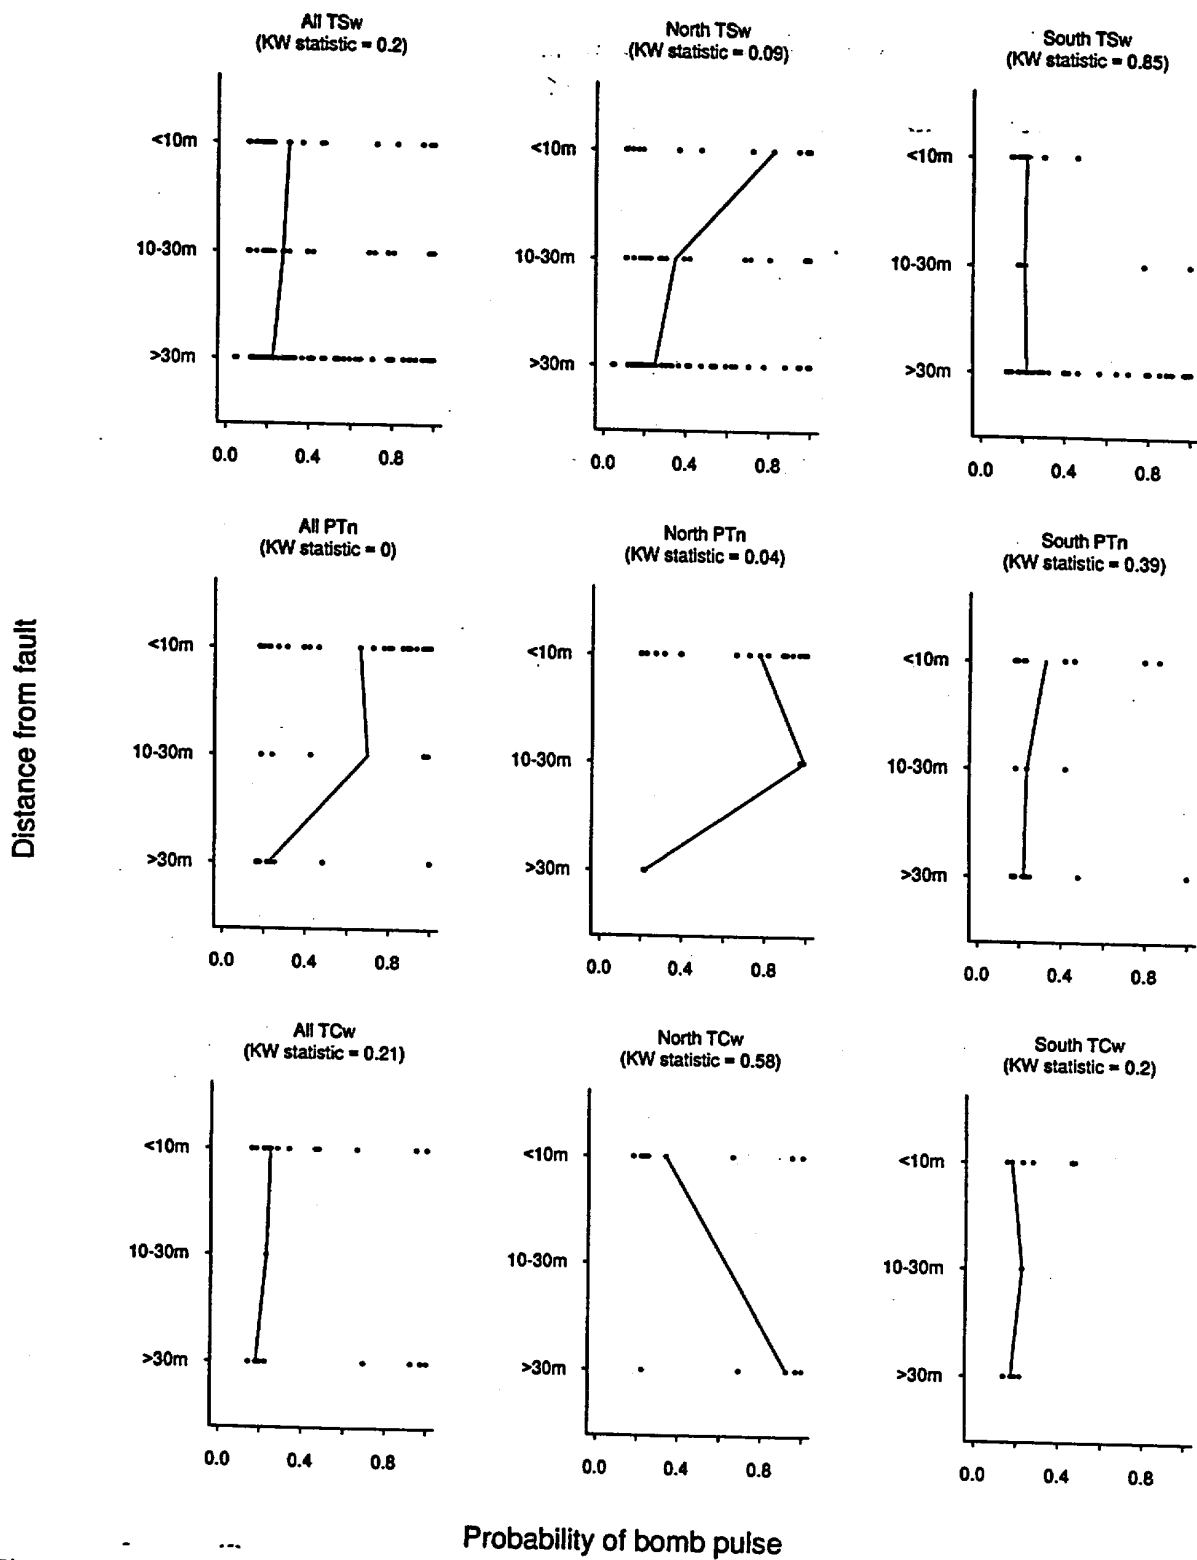 All TSw
(KW statistic = 0.2)
North TSw
(KW statistic = 0.09)
South TSw
(KW statistic = 0.85)
<10m
10-30m
>30m
0.0 0.4 0.8
<10m
10-30m
>30m
0.0 0.4 0.8
<10m
10-30m
>30m
0.0 0.4 0.8
All PTn
(KW statistic = 0)
North PTn
(KW statistic = 0.04)
South PTn
(KW statistic = 0.39)
<10m
10-30m
>30m
0.0 0.4 0.8
<10m
10-30m
>30m
0.0 0.4 0.8
<10m
10-30m
>30m
0.0 0.4 0.8
Distance from fault
All TCw
(KW statistic = 0.21)
North TCw
(KW statistic = 0.58)
South TCw
(KW statistic = 0.2)
<10m
10-30m
>30m
0.0 0.4 0.8
<10m
10-30m
>30m
0.0 0.4 0.8
<10m
10-30m
>30m
0.0 0.4 0.8
Probability of bomb pulse